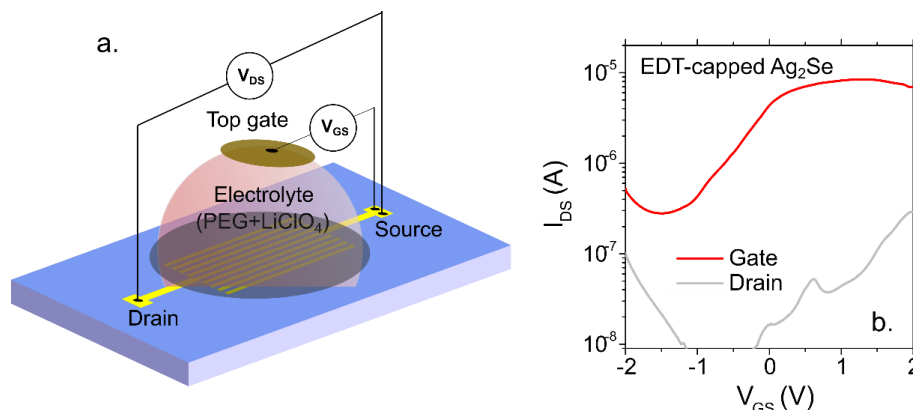 a.
V_DS
Top gate
V_GS
Electrolyte
(PEG+LiClO₄)
Source
Drain
EDT-capped Ag₂Se
10⁻⁵
10⁻⁶
10⁻⁷
10⁻⁸
I_DS (A)
Gate
Drain
b.
-2
-1
0
1
2
V_GS (V)